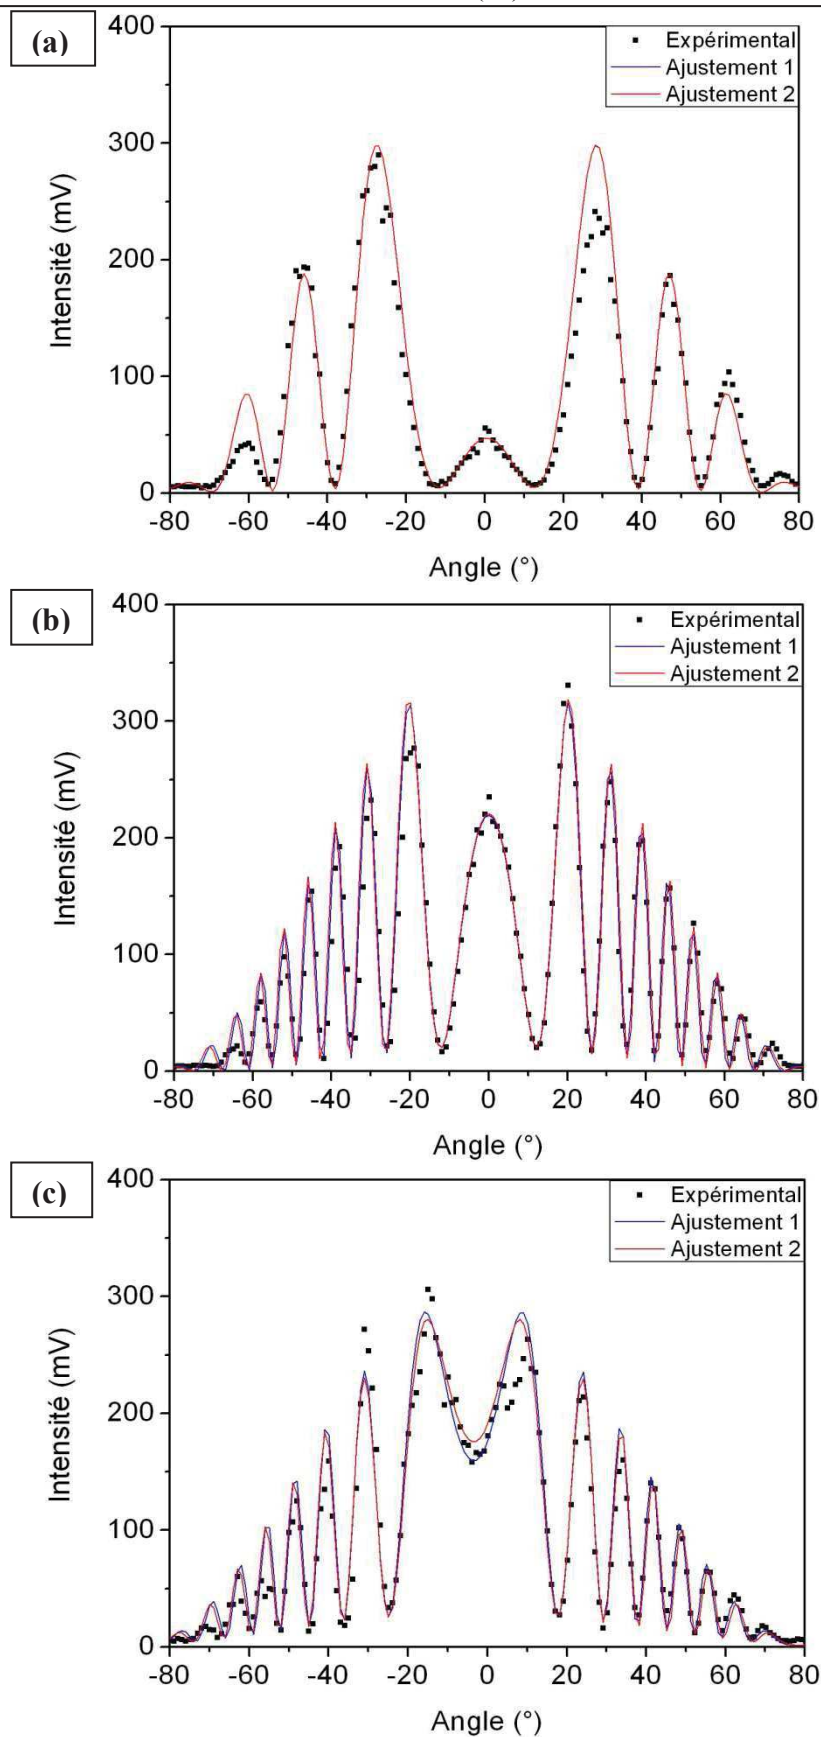 (a)
400
300
200
100
0
Intensité (mV)
Expérimental
Ajustement 1
Ajustement 2
-80 -60 -40 -20 0 20 40 60 80
Angle (°)
(b)
400
300
200
100
0
Intensité (mV)
Expérimental
Ajustement 1
Ajustement 2
-80 -60 -40 -20 0 20 40 60 80
Angle (°)
(c)
400
300
200
100
0
Intensité (mV)
Expérimental
Ajustement 1
Ajustement 2
-80 -60 -40 -20 0 20 40 60 80
Angle (°)